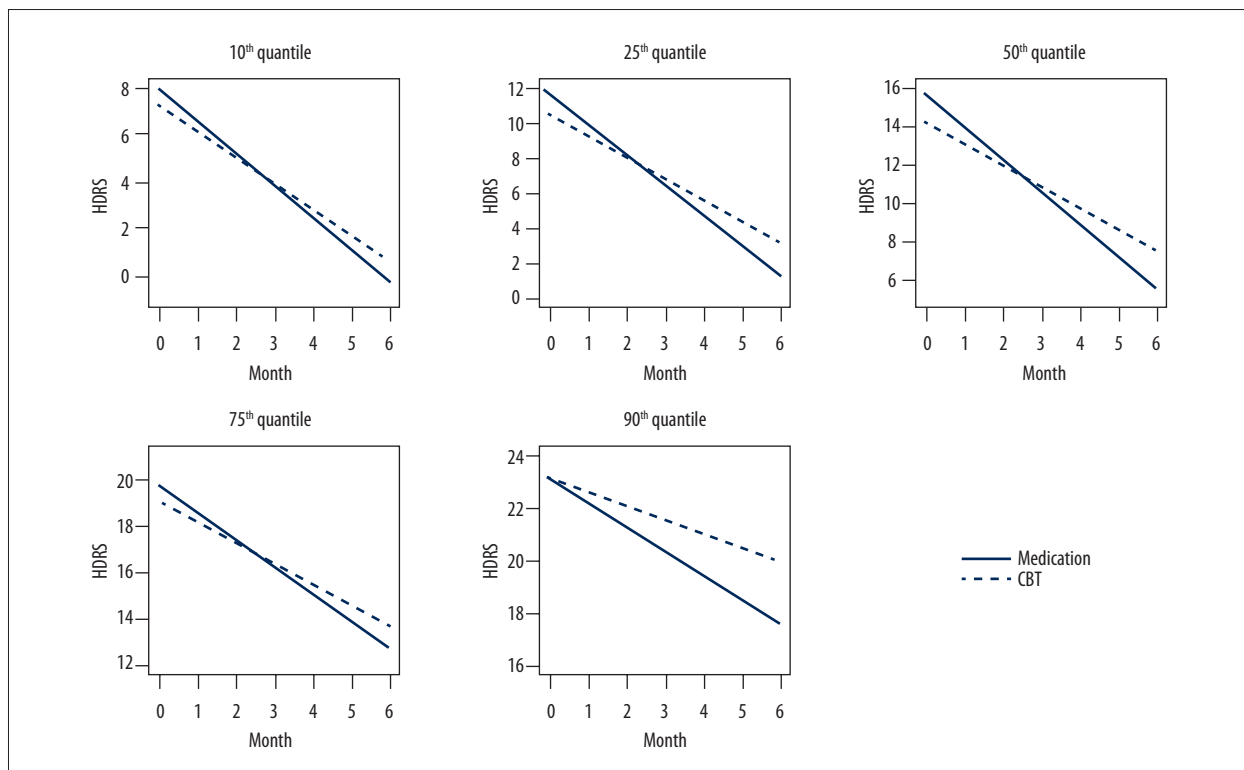 10th quantile
25th quantile
50th quantile
8
6
4
2
0
HDRS
0 1 2 3 4 5 6
Month
12
10
8
6
4
2
0
HDRS
0 1 2 3 4 5 6
Month
16
14
12
10
8
6
HDRS
0 1 2 3 4 5 6
Month
75th quantile
90th quantile
20
18
16
14
12
HDRS
0 1 2 3 4 5 6
Month
24
22
20
18
16
HDRS
0 1 2 3 4 5 6
Month
Medication
CBT